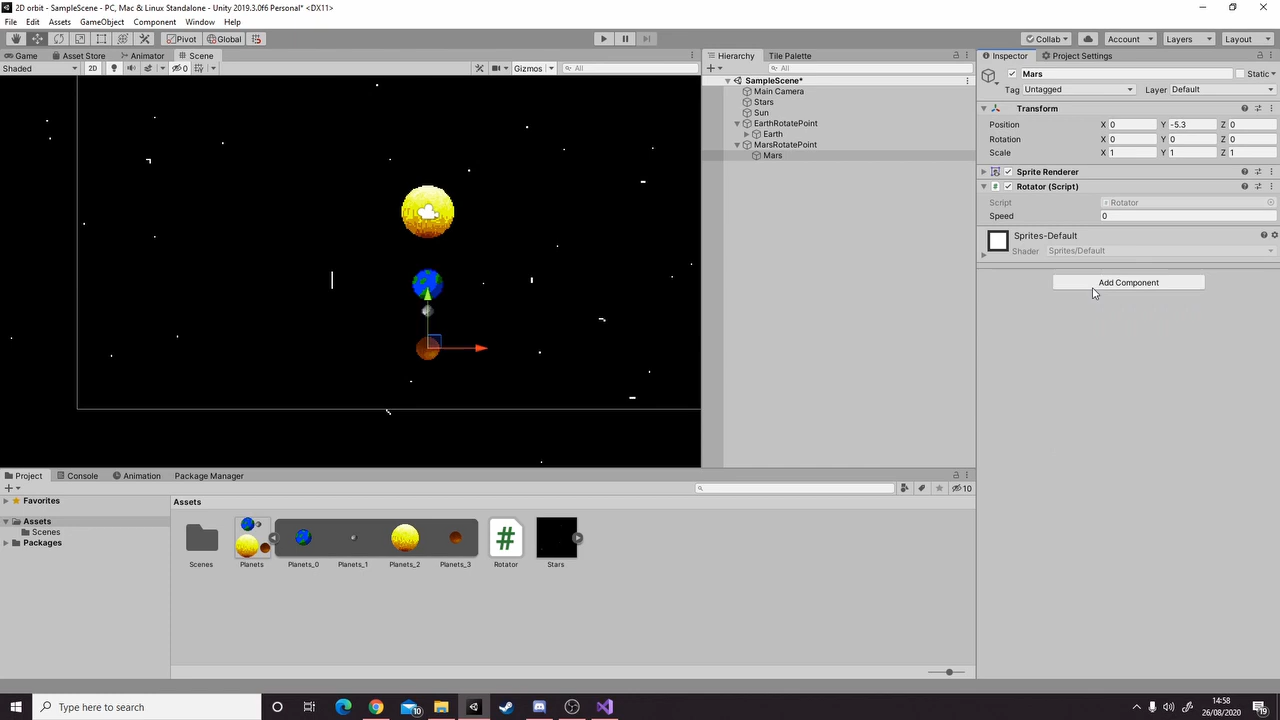 2D orbit - SampleScene - PC, Mac & Linux Standalone - Unity 2019.3.0f6 Personal* <DX11>
File Edit Assets GameObject Component Window Help
Pivot Global Collab Account Layers Layout
Game Asset Store Animator Scene Hierarchy Tile Palette Inspector Project Settings
Shaded 2D 0 Gizmos All All
Mars Static
Tag Untagged Layer Default
SampleScene*
Main Camera
Stars
Sun
EarthRotatePoint
Earth
MarsRotatePoint
Mars
Transform
Position X 0 Y -5.3 Z 0
Rotation X 0 Y 0 Z 0
Scale X 1 Y 1 Z 1
Sprite Renderer
Rotator (Script)
Script Rotator
Speed 0
Sprites-Default
Shader Sprites/Default
Add Component
Project Console Animation Package Manager
10
Favorites
Assets
Scenes
Packages
Assets
Scenes Planets Planets_0 Planets_1 Planets_2 Planets_3 Rotator Stars
#
Type here to search
10
14:58
26/08/2020
19